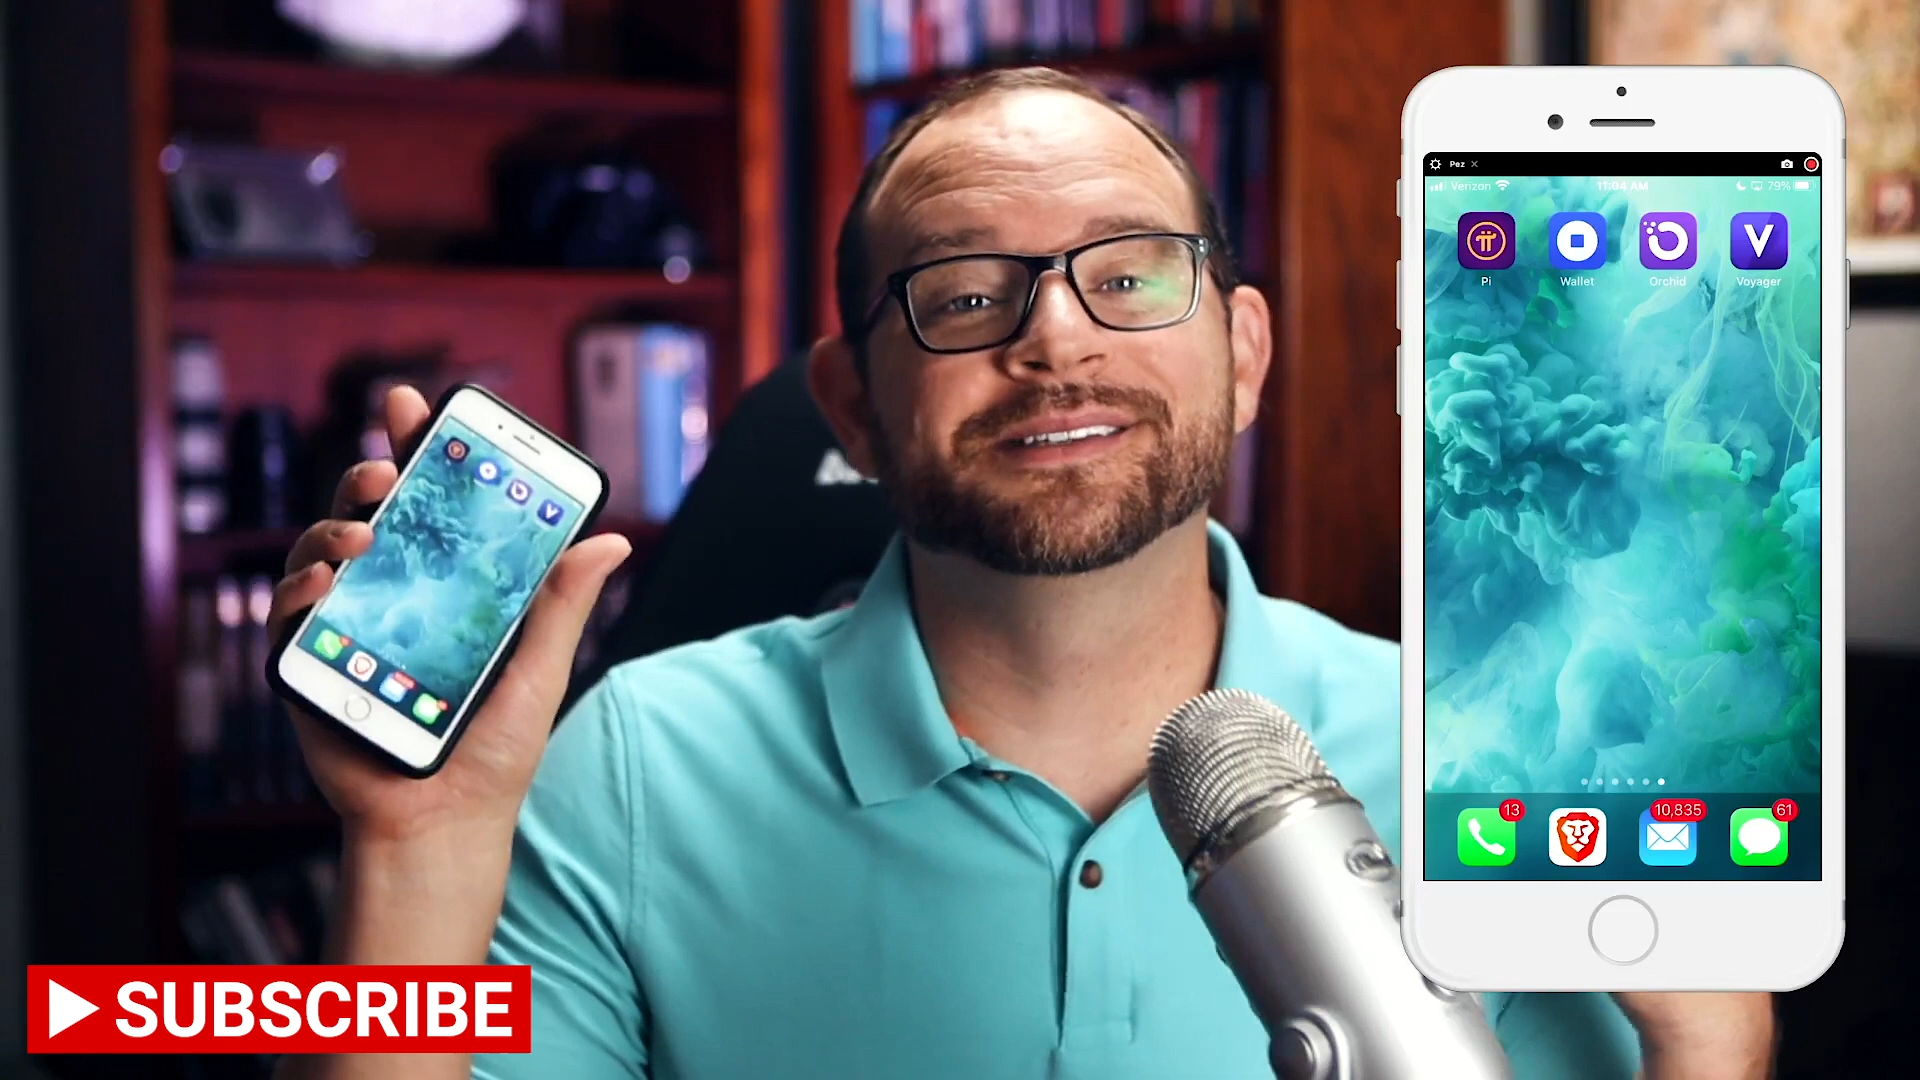 Pez ×
Verizon 11:04 AM 79%
Pi Wallet Orchid Voyager
13 10,835 61
SUBSCRIBE